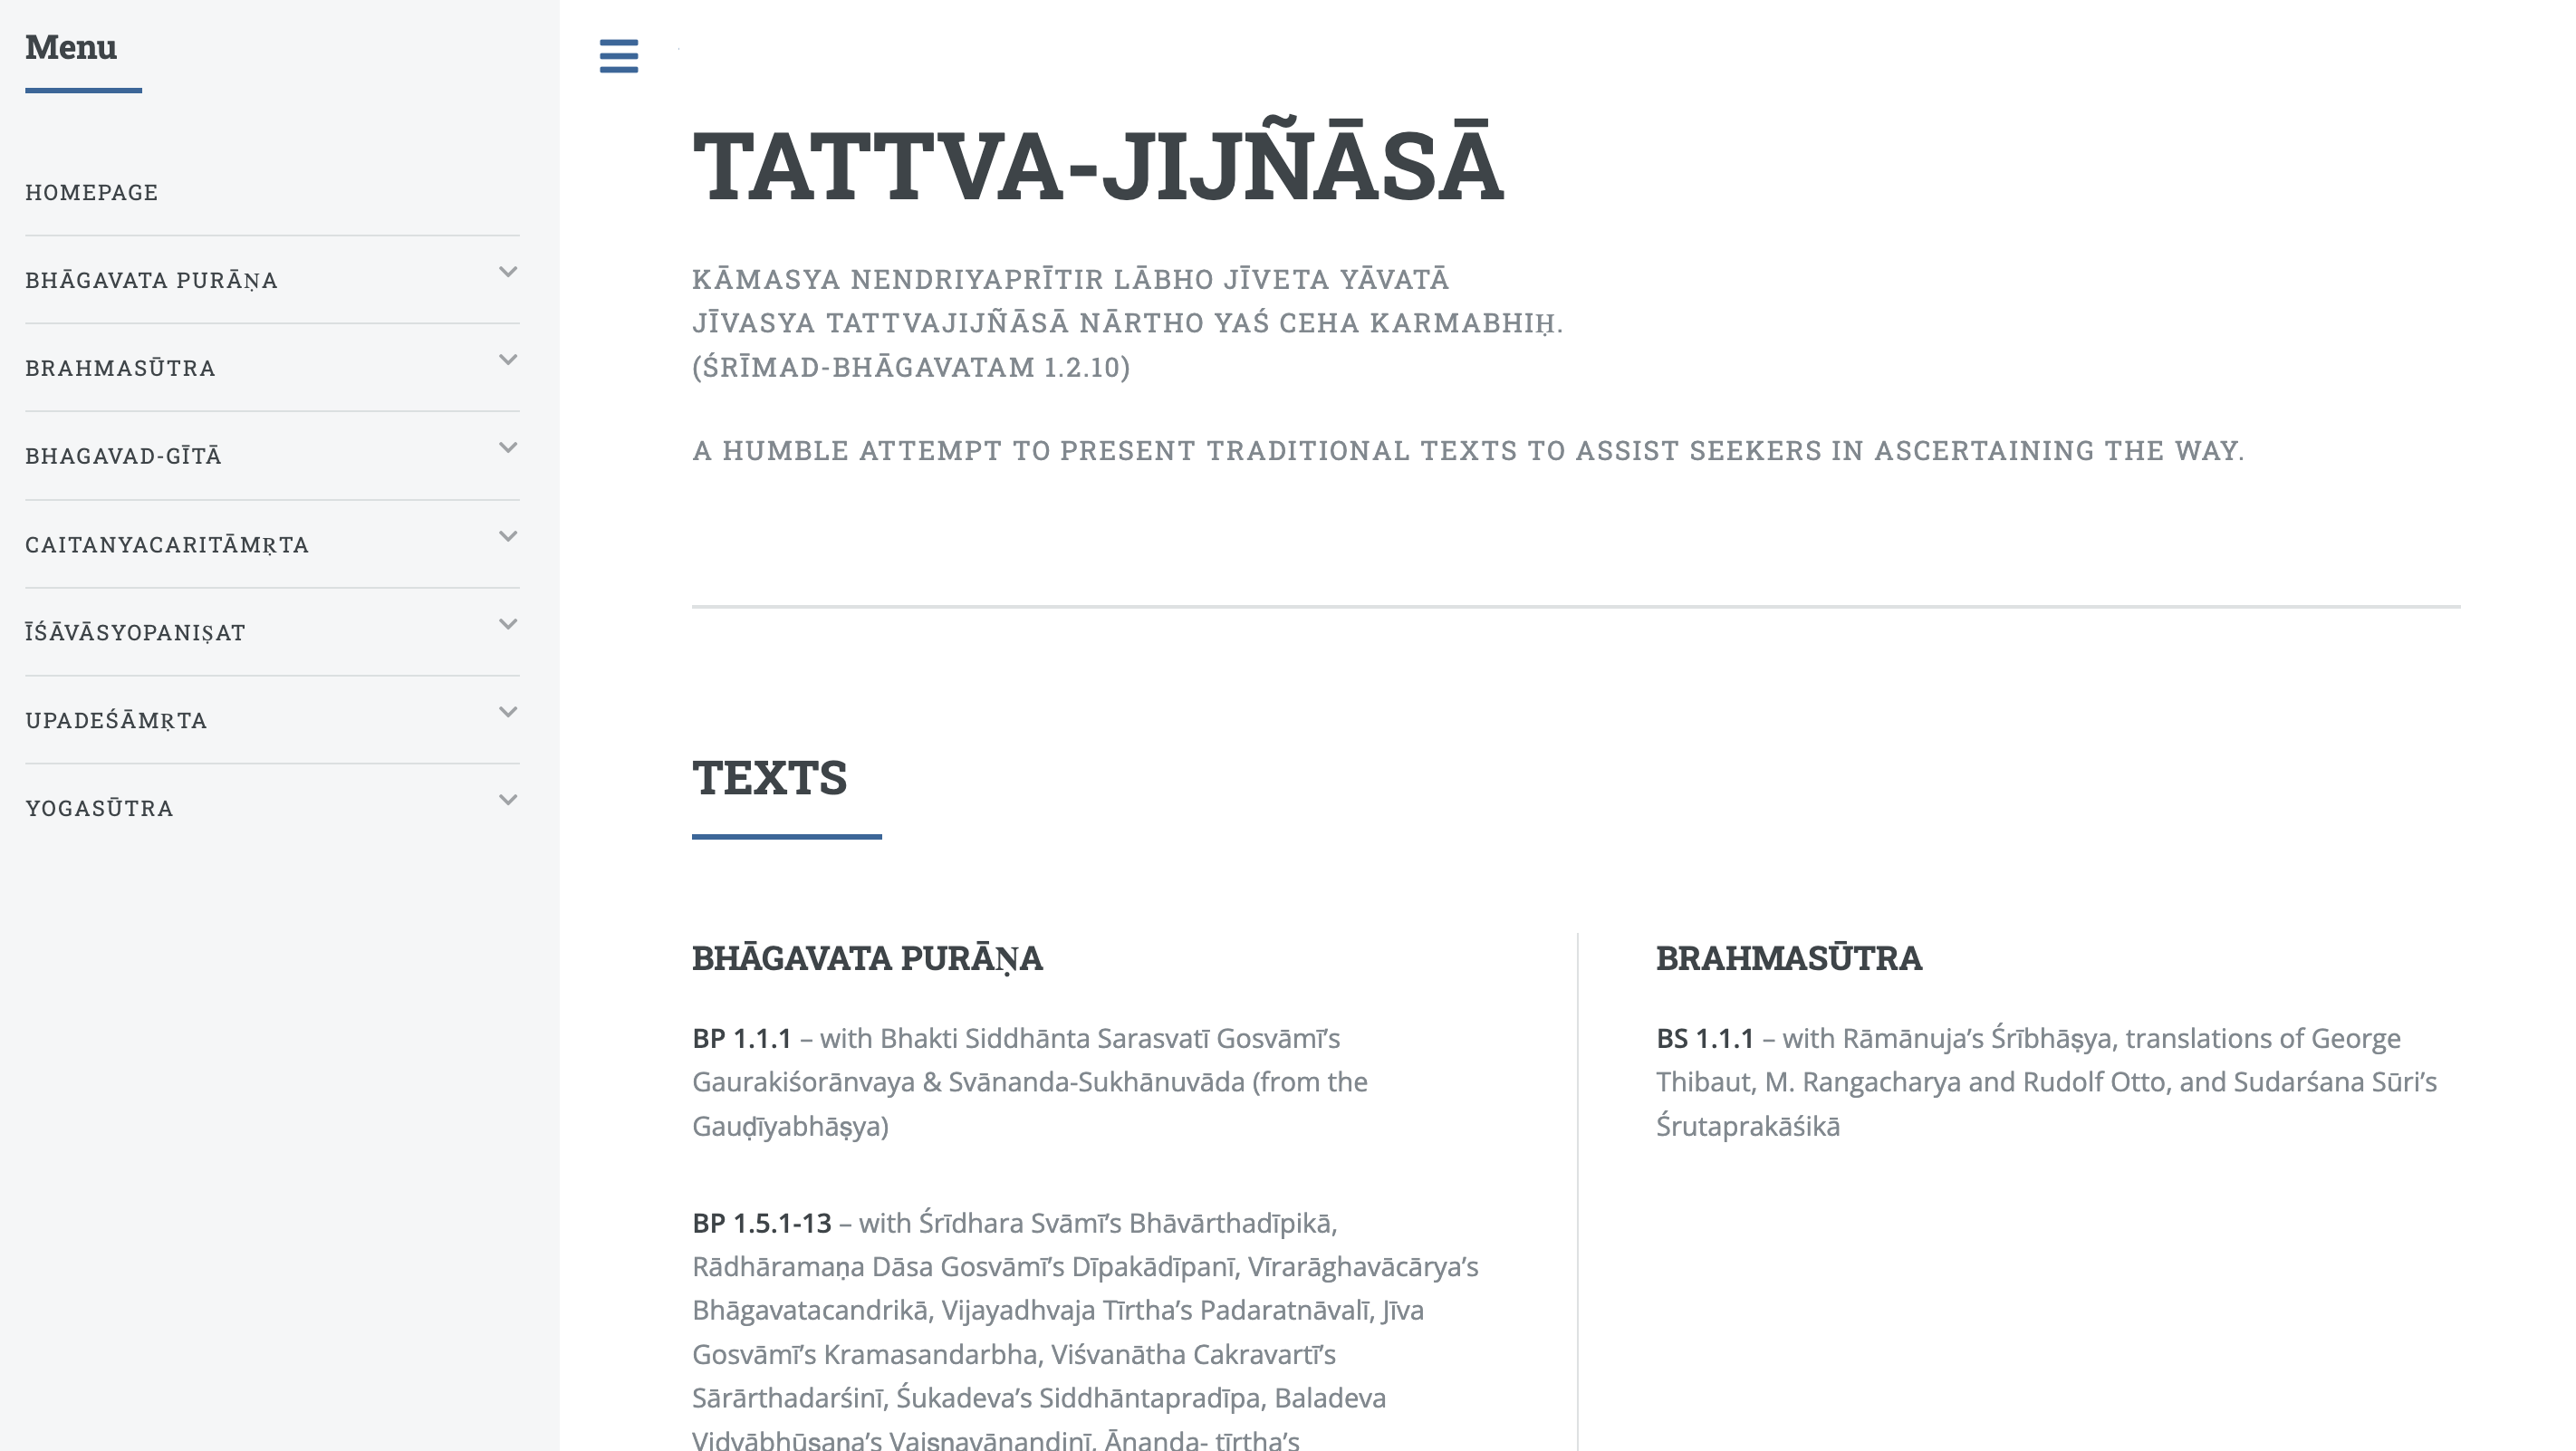 Menu
HOMEPAGE
BHĀGAVATA PURĀṆA
BRAHMASŪTRA
BHAGAVAD-GĪTĀ
CAITANYACARITĀMṚTA
ĪŚĀVĀSYOPANIṢAT
UPADEŚĀMṚTA
YOGASŪTRA
TATTVA-JIJÑĀSĀ
KĀMASYA NENDRIYAPRĪTIR LĀBHO JĪVETA YĀVATĀ
JĪVASYA TATTVAJIJÑĀSĀ NĀRTHO YAŚ CEHA KARMABHIḤ.
(ŚRĪMAD-BHĀGAVATAM 1.2.10)
A HUMBLE ATTEMPT TO PRESENT TRADITIONAL TEXTS TO ASSIST SEEKERS IN ASCERTAINING THE WAY.
TEXTS
BHĀGAVATA PURĀṆA
BP 1.1.1 – with Bhakti Siddhānta Sarasvatī Gosvāmī’s
Gaurakiśorānvaya & Svānanda-Sukhānuvāda (from the
Gauḍīyabhāṣya)
BP 1.5.1-13 – with Śrīdhara Svāmī’s Bhāvārthadīpikā,
Rādhāramaṇa Dāsa Gosvāmī’s Dīpakādīpanī, Vīrarāghavācārya’s
Bhāgavatacandrikā, Vijayadhvaja Tīrtha’s Padaratnāvalī, Jīva
Gosvāmī’s Kramasandarbha, Viśvanātha Cakravartī’s
Sārārthadarśinī, Śukadeva’s Siddhāntapradīpa, Baladeva
Vidyābhūṣaṇa’s Vaiṣṇavānandinī, Ānanda- tīrtha’s
BRAHMASŪTRA
BS 1.1.1 – with Rāmānuja’s Śrībhāṣya, translations of George
Thibaut, M. Rangacharya and Rudolf Otto, and Sudarśana Sūri’s
Śrutaprakāśikā